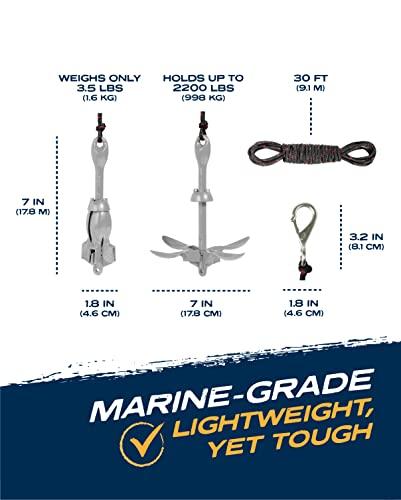 WEIGHS ONLY
3.5 LBS
(1.6 KG)
HOLDS UP TO
2200 LBS
(998 KG)
30 FT
(9.1 M)
7 IN
(17.8 M)
3.2 IN
(8.1 CM)
1.8 IN
(4.6 CM)
7 IN
(17.8 CM)
1.8 IN
(4.6 CM)
MARINE-GRADE
LIGHTWEIGHT,
YET TOUGH